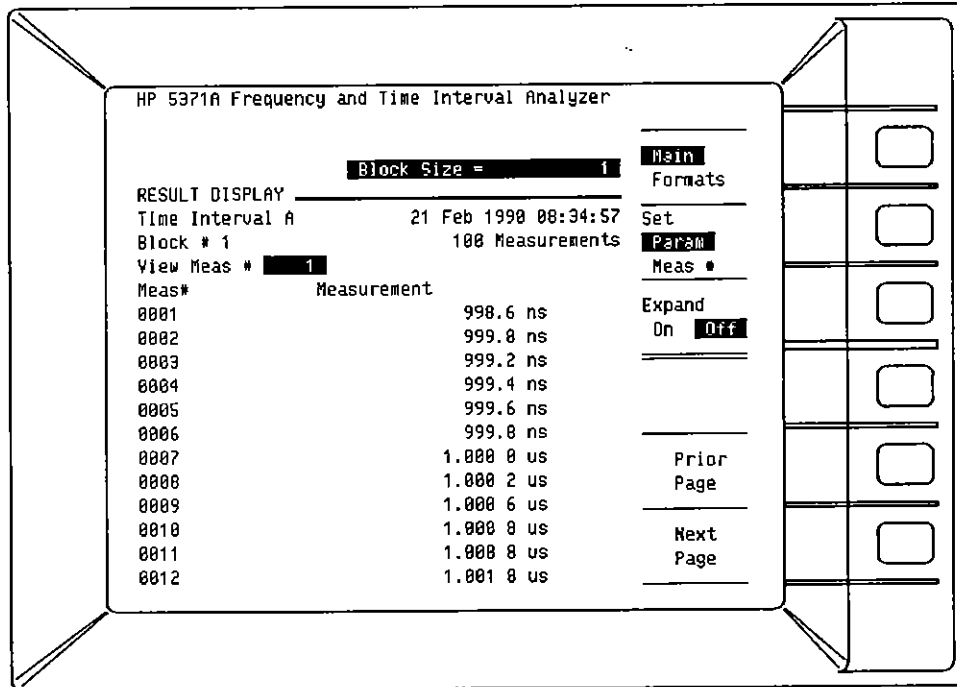 HP 5371A Frequency and Time Interval Analyzer
Block Size = 1
RESULT DISPLAY
Time Interval A 21 Feb 1990 08:34:57
Block # 1 100 Measurements
View Meas # 1
Meas# Measurement
0001 998.6 ns
0002 999.0 ns
0003 999.2 ns
0004 999.4 ns
0005 999.6 ns
0006 999.8 ns
0007 1.000 0 us
0008 1.000 2 us
0009 1.000 6 us
0010 1.000 8 us
0011 1.000 8 us
0012 1.001 0 us
Main
Formats
Set
Param
Meas #
Expand
On Off
Prior
Page
Next
Page